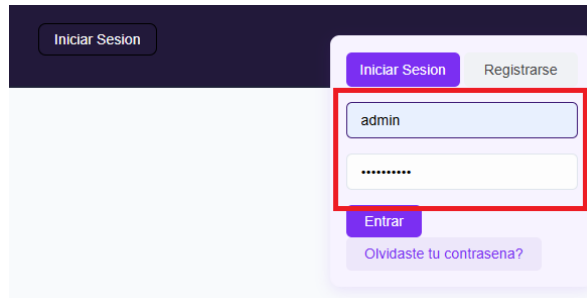 Iniciar Sesion
Iniciar Sesion Registrarse
admin
••••••••••
Entrar
Olvidaste tu contrasena?